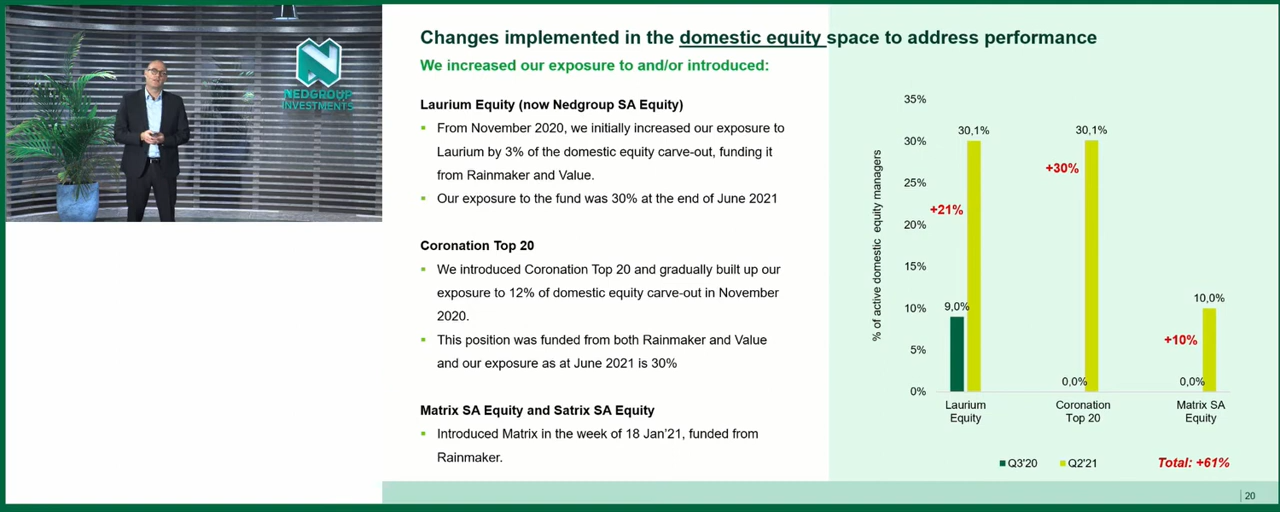 NEDGROUP
INVESTMENTS
Changes implemented in the domestic equity space to address performance
We increased our exposure to and/or introduced:
Laurium Equity (now Nedgroup SA Equity)
From November 2020, we initially increased our exposure to
Laurium by 3% of the domestic equity carve-out, funding it
from Rainmaker and Value.
Our exposure to the fund was 30% at the end of June 2021
Coronation Top 20
We introduced Coronation Top 20 and gradually built up our
exposure to 12% of domestic equity carve-out in November
2020.
This position was funded from both Rainmaker and Value
and our exposure as at June 2021 is 30%
Matrix SA Equity and Satrix SA Equity
Introduced Matrix in the week of 18 Jan'21, funded from
Rainmaker.
% of active domestic equity managers
35%
30%
25%
20%
15%
10%
5%
0%
9,0%
30,1%
+21%
0,0%
30,1%
+30%
0,0%
10,0%
+10%
Laurium
Equity
Coronation
Top 20
Matrix SA
Equity
Q3'20
Q2'21
Total: +61%
20